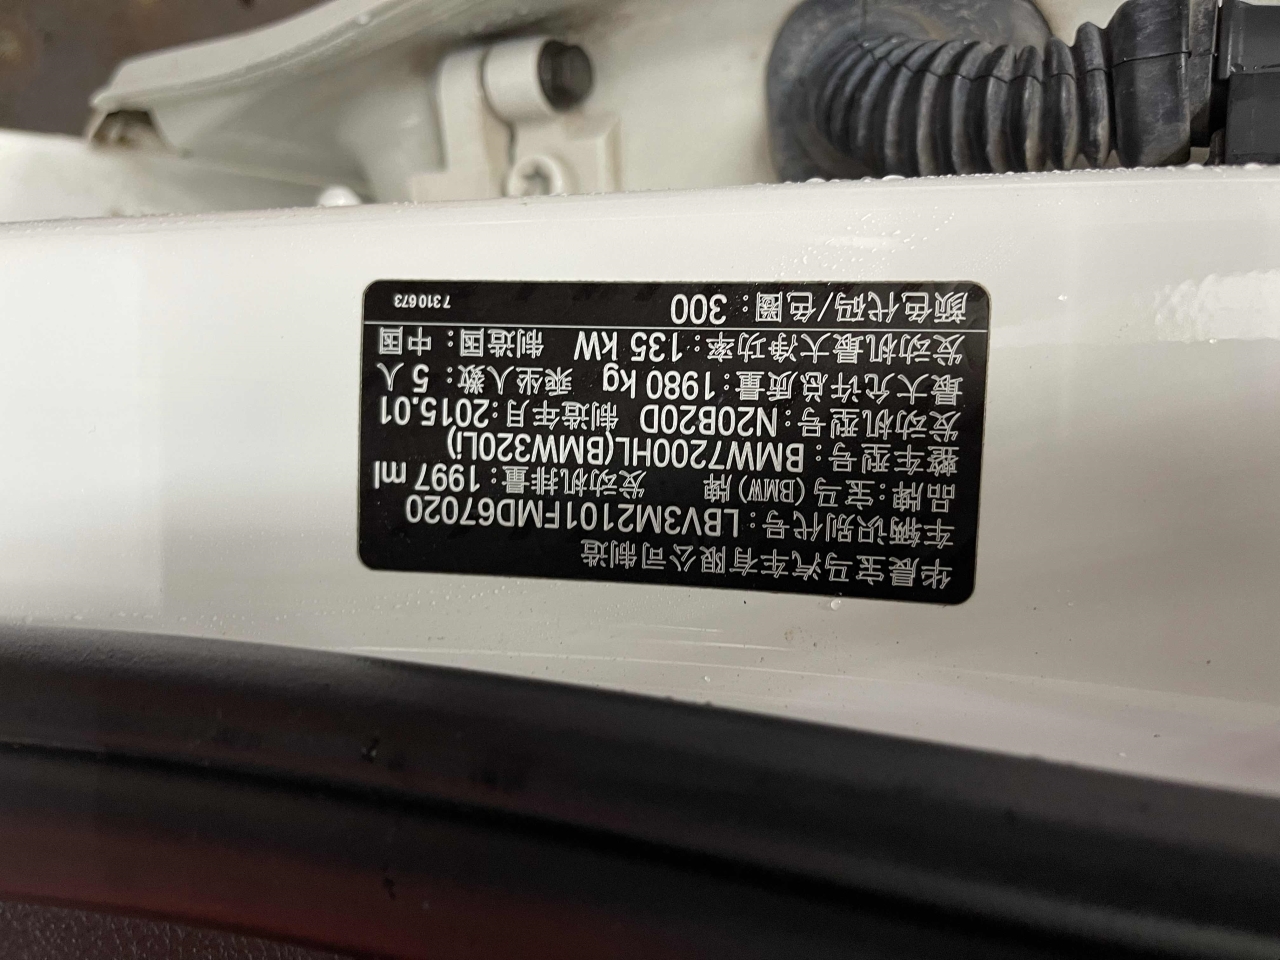 华晨宝马汽车有限公司制造
车辆识别代号：LBV3M2101FMD67020
品牌：宝马(BMW)牌 发动机排量：1997 ml
整车型号：BMW7200HL(BMW320Li)
发动机型号：N20B20D 制造年月：2015.01
最大允许总质量：1980 kg 乘坐人数：5 人
发动机最大净功率：135 kW 制造国：中国
颜色代码/色圈：300 7310673